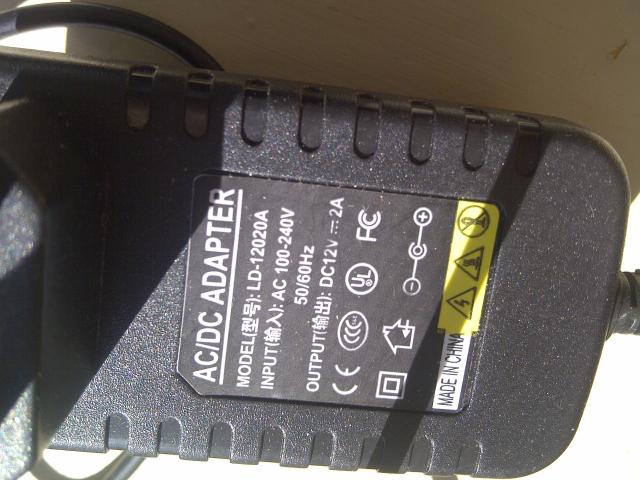 AC/DC ADAPTER
MODEL(型号): LD-12020A
INPUT(输入): AC 100-240V
50/60Hz
OUTPUT(输出): DC12V ⎓ 2A
MADE IN CHINA